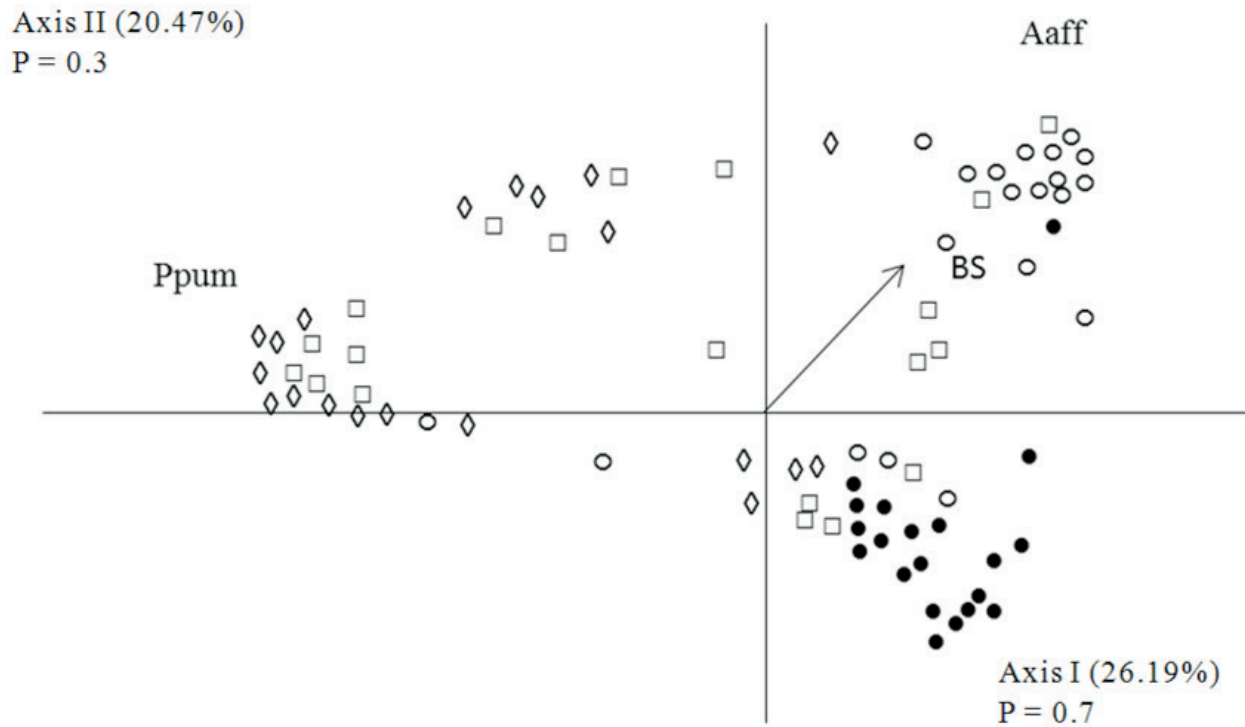 Axis II (20.47%)
P = 0.3
Aaff
BS
Ppum
Axis I (26.19%)
P = 0.7